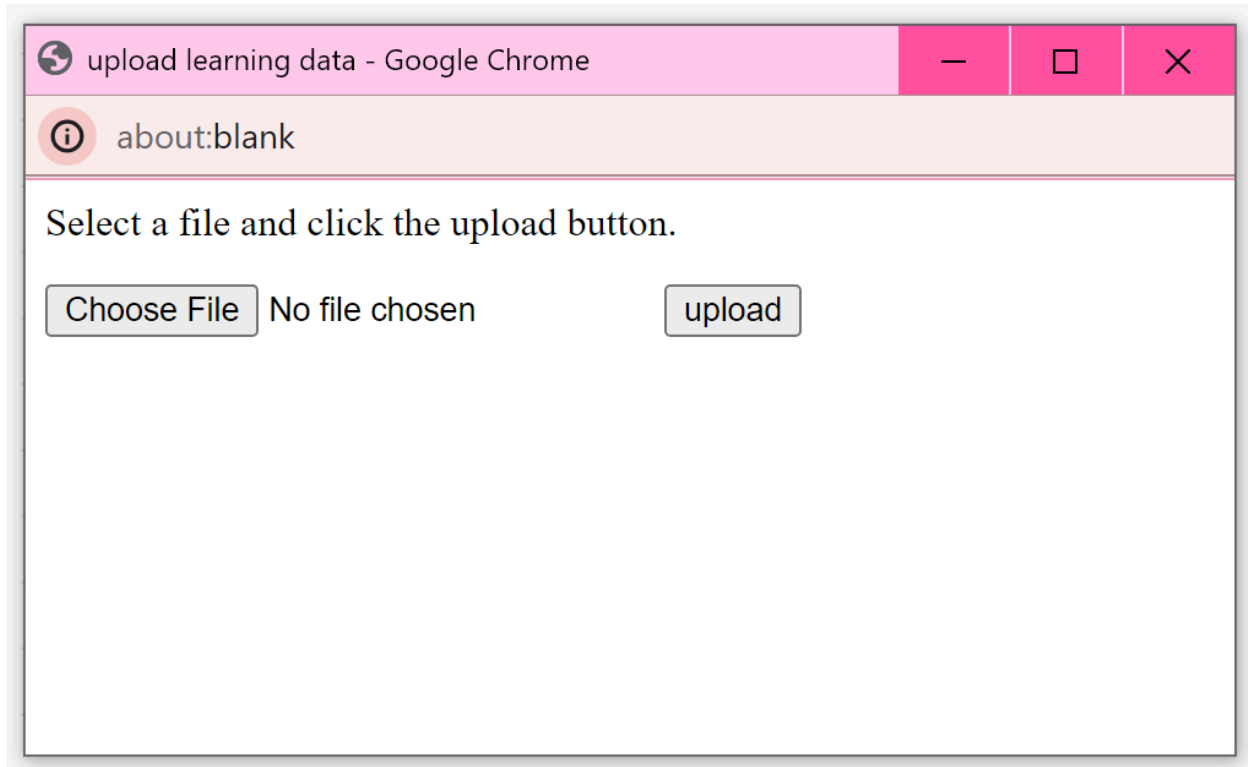 upload learning data - Google Chrome
about:blank
Select a file and click the upload button.
Choose File No file chosen upload